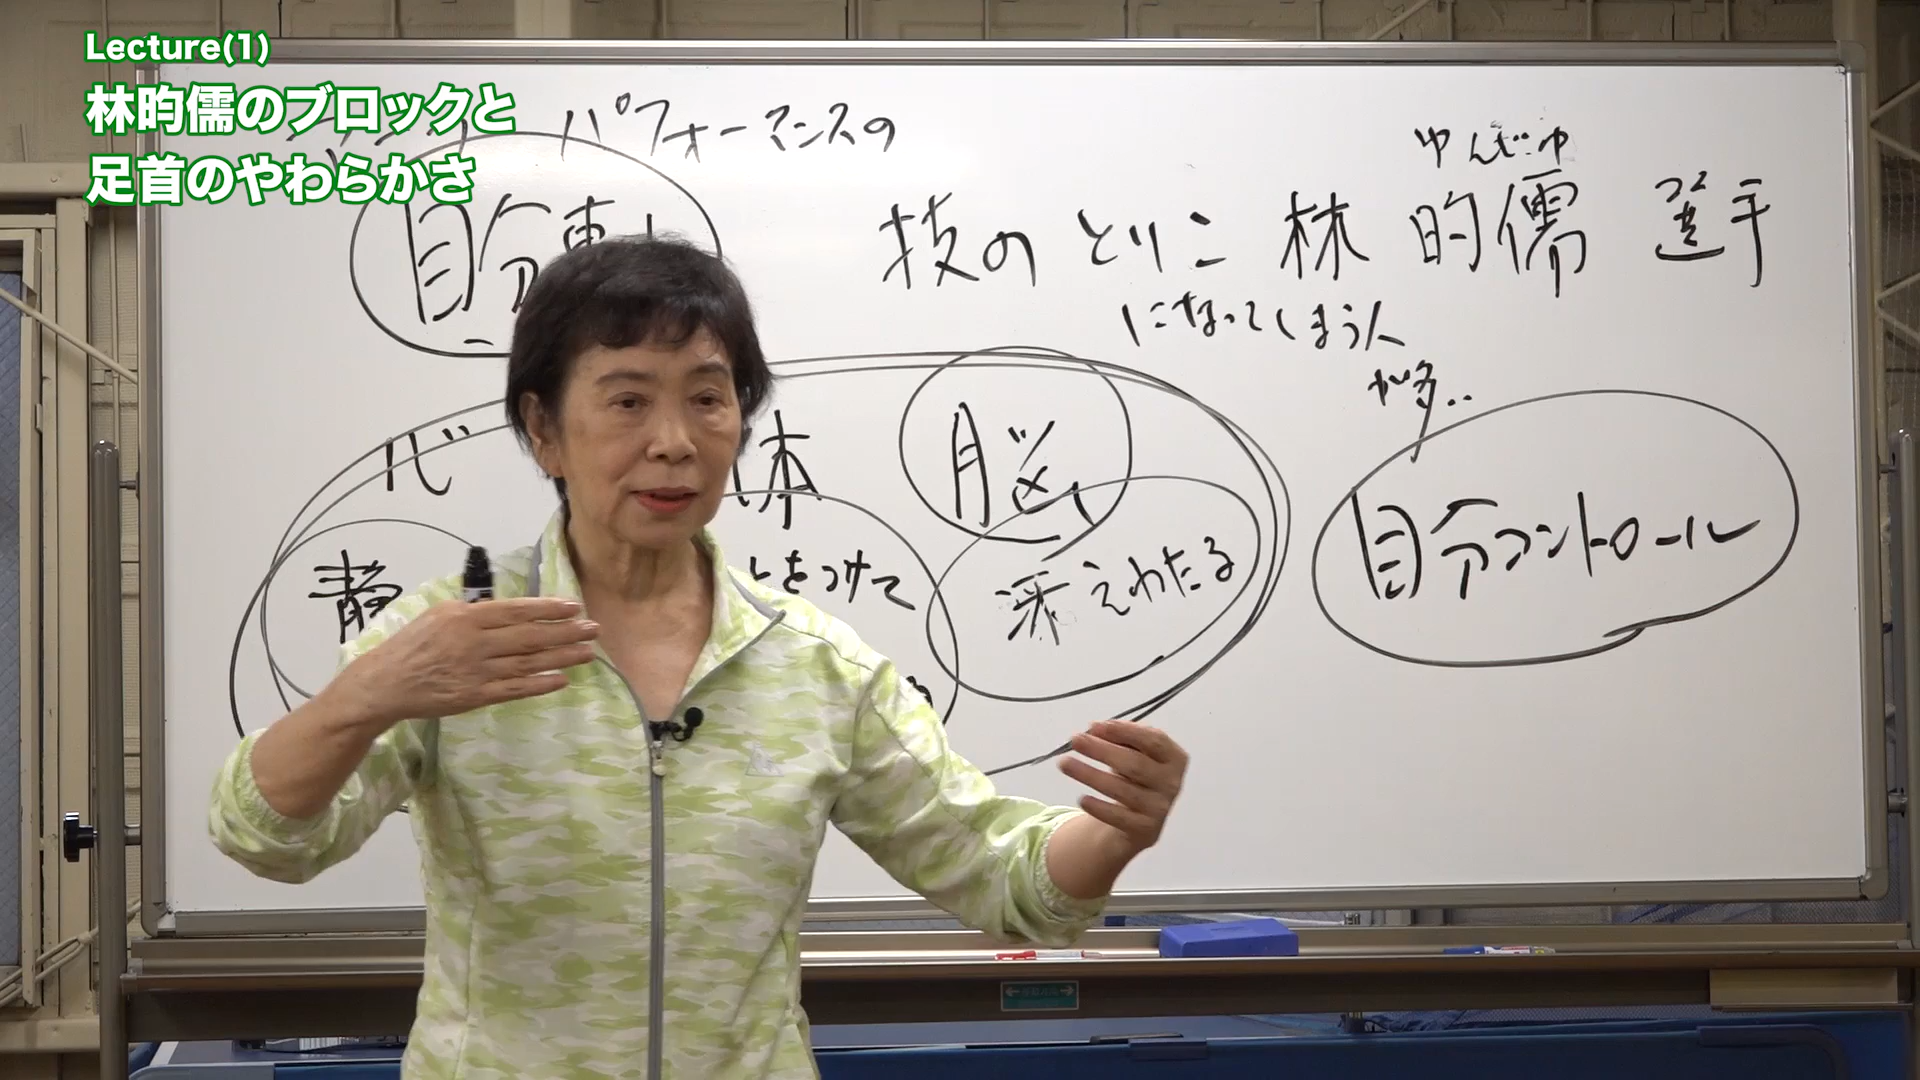 Lecture(1)
林昀儒のブロックと
足首のやわらかさ
パフォーマンスの
自分
ゆんじゅ
技のとりこ 林 昀儒 選手
になってしまう人
が多..
心 体 脳
静 をつけて 冴えわたる
自分コントロール